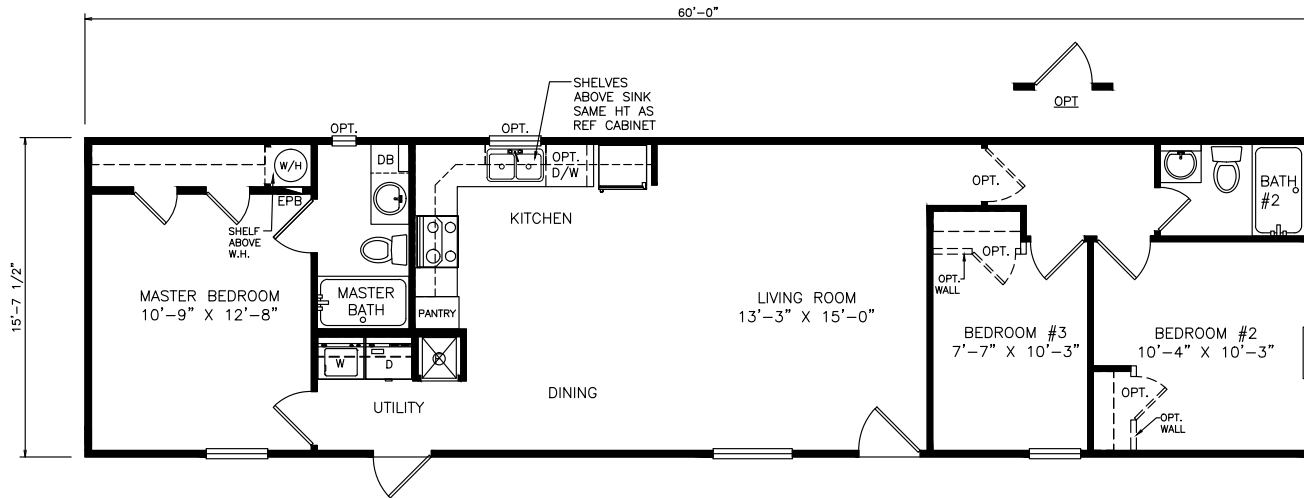 60'-0"
OPT
SHELVES
ABOVE SINK
SAME HT AS
REF CABINET
OPT.
OPT.
15'-7 1/2"
W/H
EPB
SHELF
ABOVE
W.H.
DB
OPT.
D/W
KITCHEN
OPT.
BATH
#2
OPT.
OPT.
WALL
MASTER BEDROOM
10'-9" X 12'-8"
MASTER
BATH
PANTRY
LIVING ROOM
13'-3" X 15'-0"
BEDROOM #3
7'-7" X 10'-3"
BEDROOM #2
10'-4" X 10'-3"
W
D
F
UTILITY
DINING
OPT.
OPT.
WALL